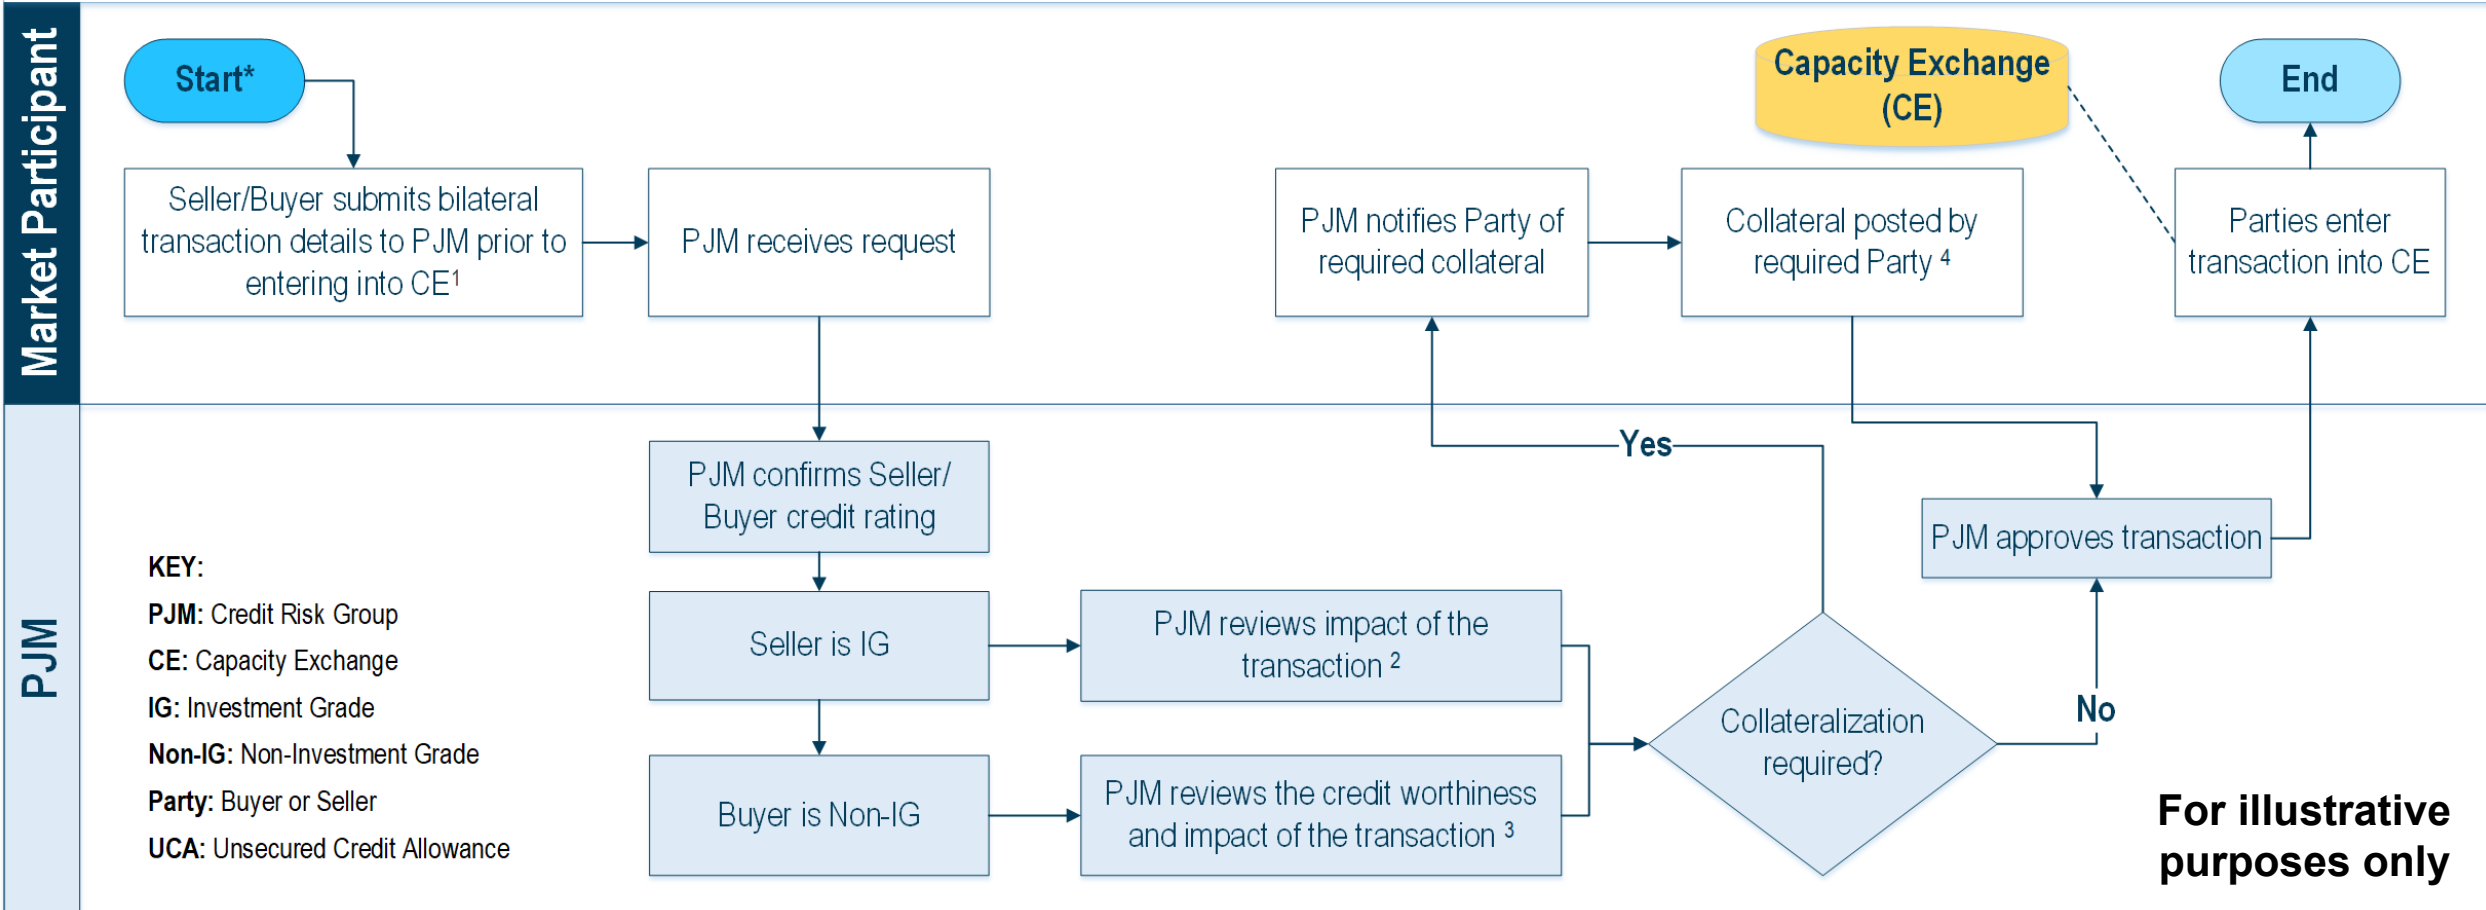 Market Participant
Start*
Seller/Buyer submits bilateral
transaction details to PJM prior to
entering into CE¹
PJM receives request
PJM notifies Party of
required collateral
Collateral posted by
required Party ⁴
Capacity Exchange
(CE)
End
Parties enter
transaction into CE
PJM
PJM confirms Seller/
Buyer credit rating
Seller is IG
Buyer is Non-IG
PJM reviews impact of the
transaction ²
PJM reviews the credit worthiness
and impact of the transaction ³
Collateralization
required?
Yes
No
PJM approves transaction
KEY:
PJM: Credit Risk Group
CE: Capacity Exchange
IG: Investment Grade
Non-IG: Non-Investment Grade
Party: Buyer or Seller
UCA: Unsecured Credit Allowance
For illustrative
purposes only